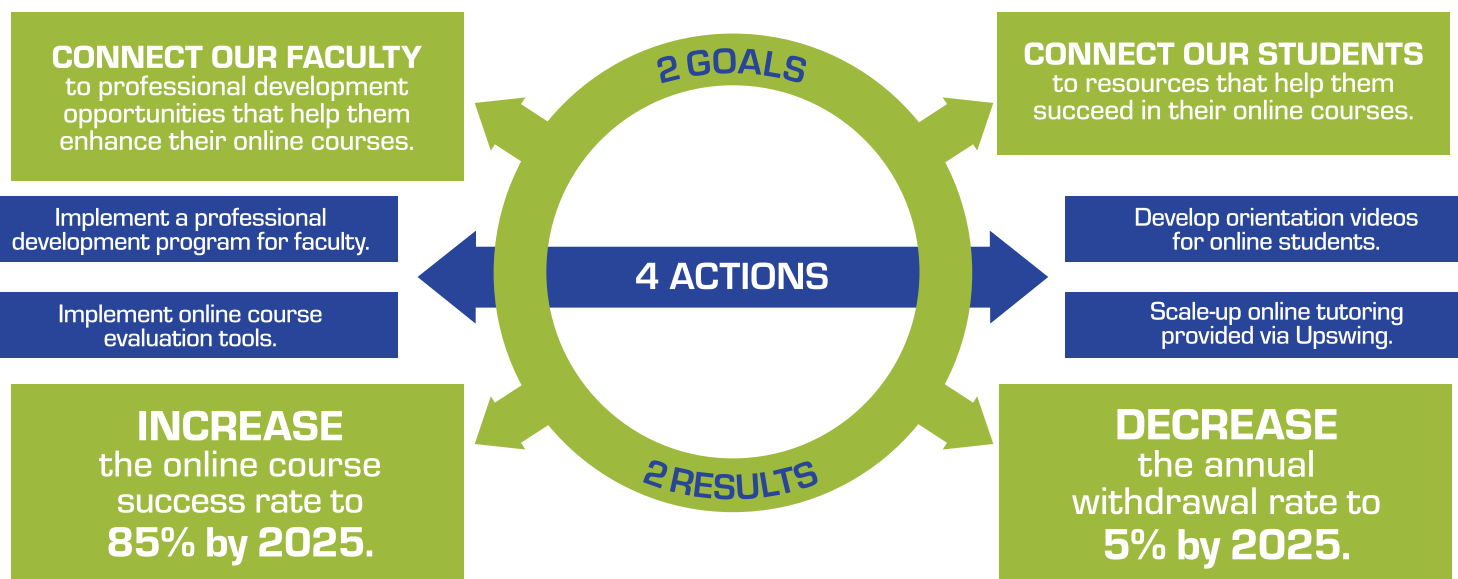 CONNECT OUR FACULTY
to professional development
opportunities that help them
enhance their online courses.
2 GOALS
CONNECT OUR STUDENTS
to resources that help them
succeed in their online courses.
Implement a professional
development program for faculty.
Implement online course
evaluation tools.
4 ACTIONS
Develop orientation videos
for online students.
Scale-up online tutoring
provided via Upswing.
INCREASE
the online course
success rate to
85% by 2025.
2 RESULTS
DECREASE
the annual
withdrawal rate to
5% by 2025.